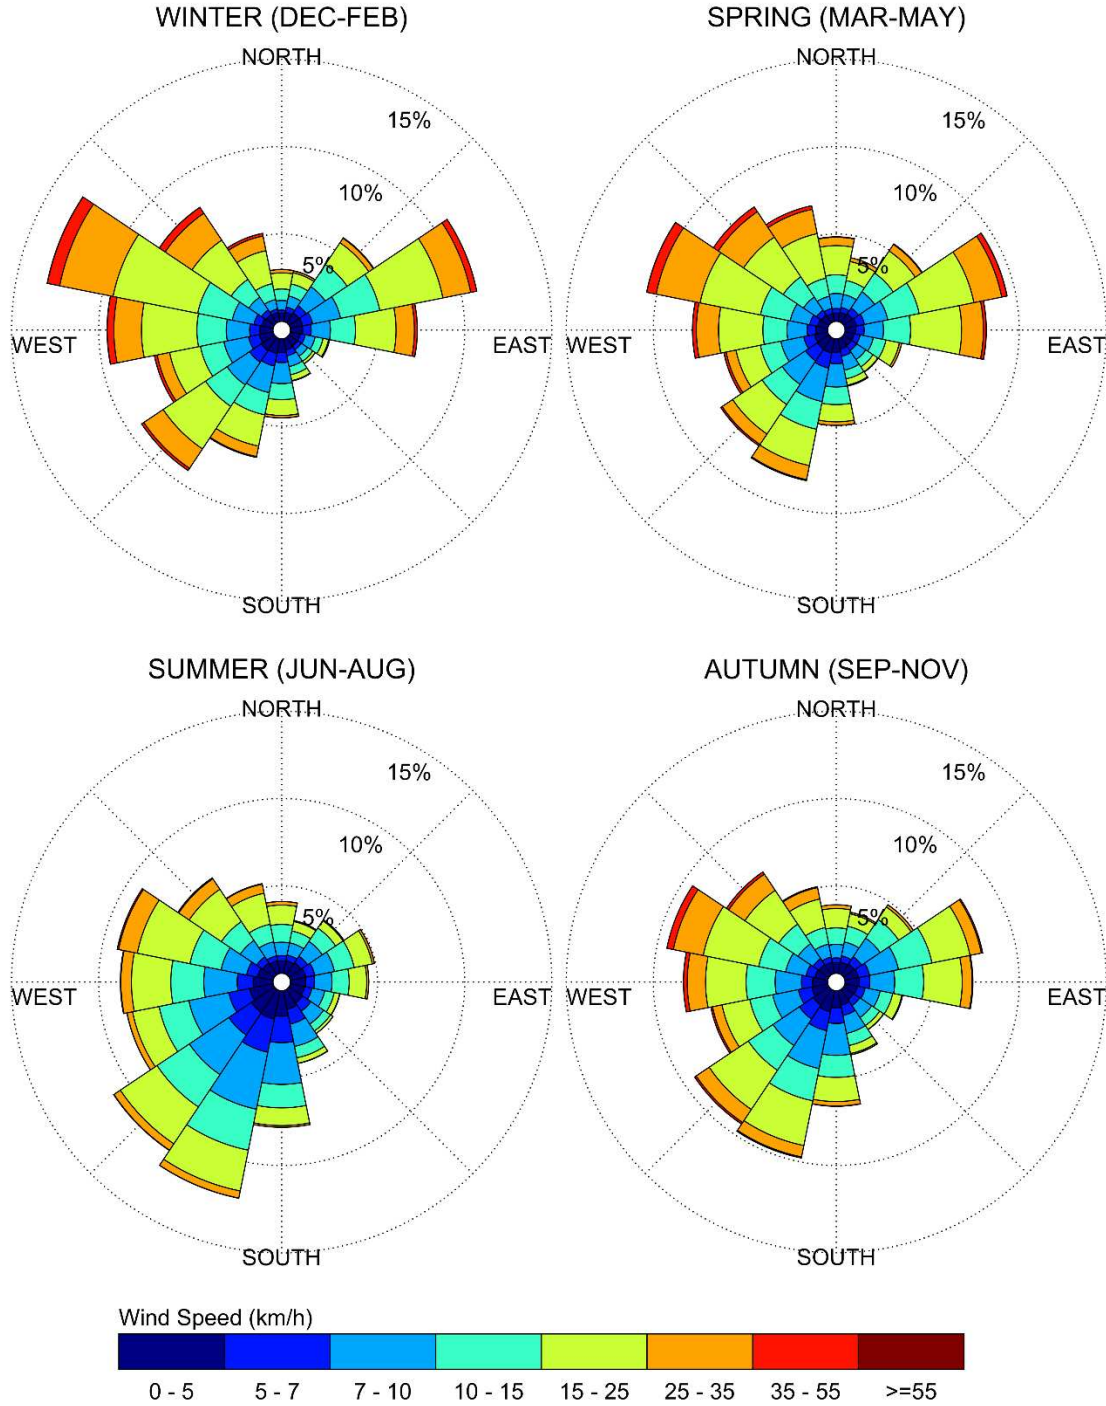 WINTER (DEC-FEB) SPRING (MAR-MAY)
NORTH NORTH
15% 15%
10% 10%
5% 5%
WEST EAST WEST EAST
SOUTH SOUTH
SUMMER (JUN-AUG) AUTUMN (SEP-NOV)
NORTH NORTH
15% 15%
10% 10%
5% 5%
WEST EAST WEST EAST
SOUTH SOUTH
Wind Speed (km/h)
0 - 5 5 - 7 7 - 10 10 - 15 15 - 25 25 - 35 35 - 55 >=55